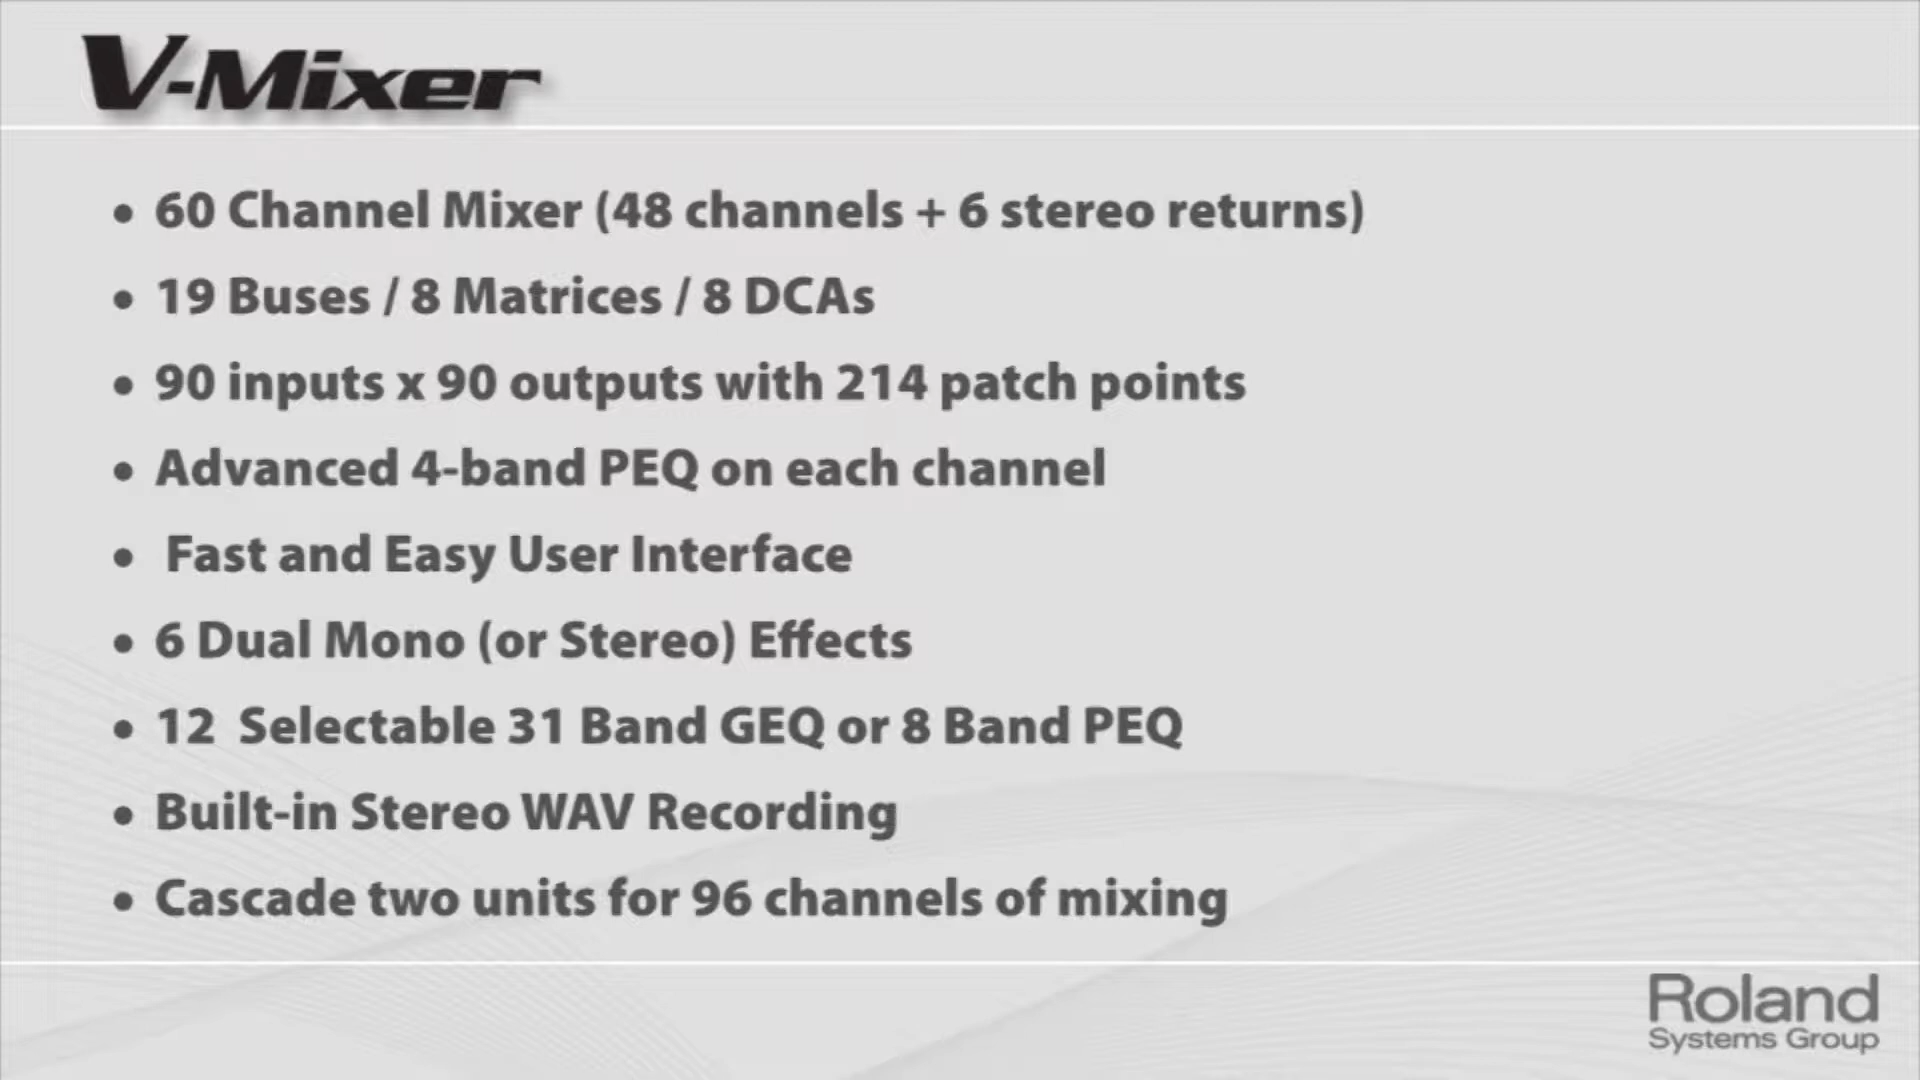 V-Mixer
• 60 Channel Mixer (48 channels + 6 stereo returns)
• 19 Buses / 8 Matrices / 8 DCAs
• 90 inputs x 90 outputs with 214 patch points
• Advanced 4-band PEQ on each channel
• Fast and Easy User Interface
• 6 Dual Mono (or Stereo) Effects
• 12 Selectable 31 Band GEQ or 8 Band PEQ
• Built-in Stereo WAV Recording
• Cascade two units for 96 channels of mixing
Roland
Systems Group